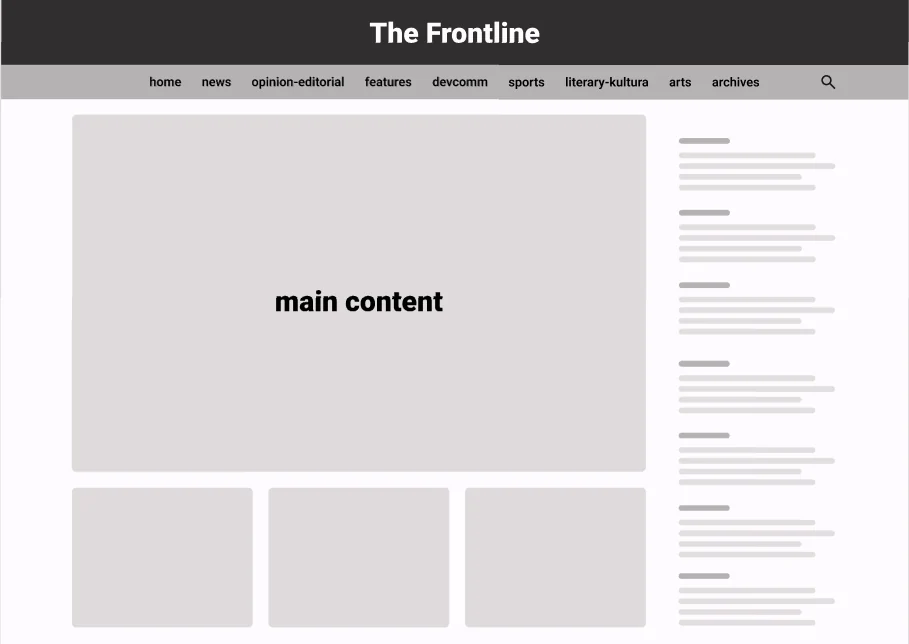 The Frontline
home news opinion-editorial features devcomm sports literary-kultura arts archives
main content